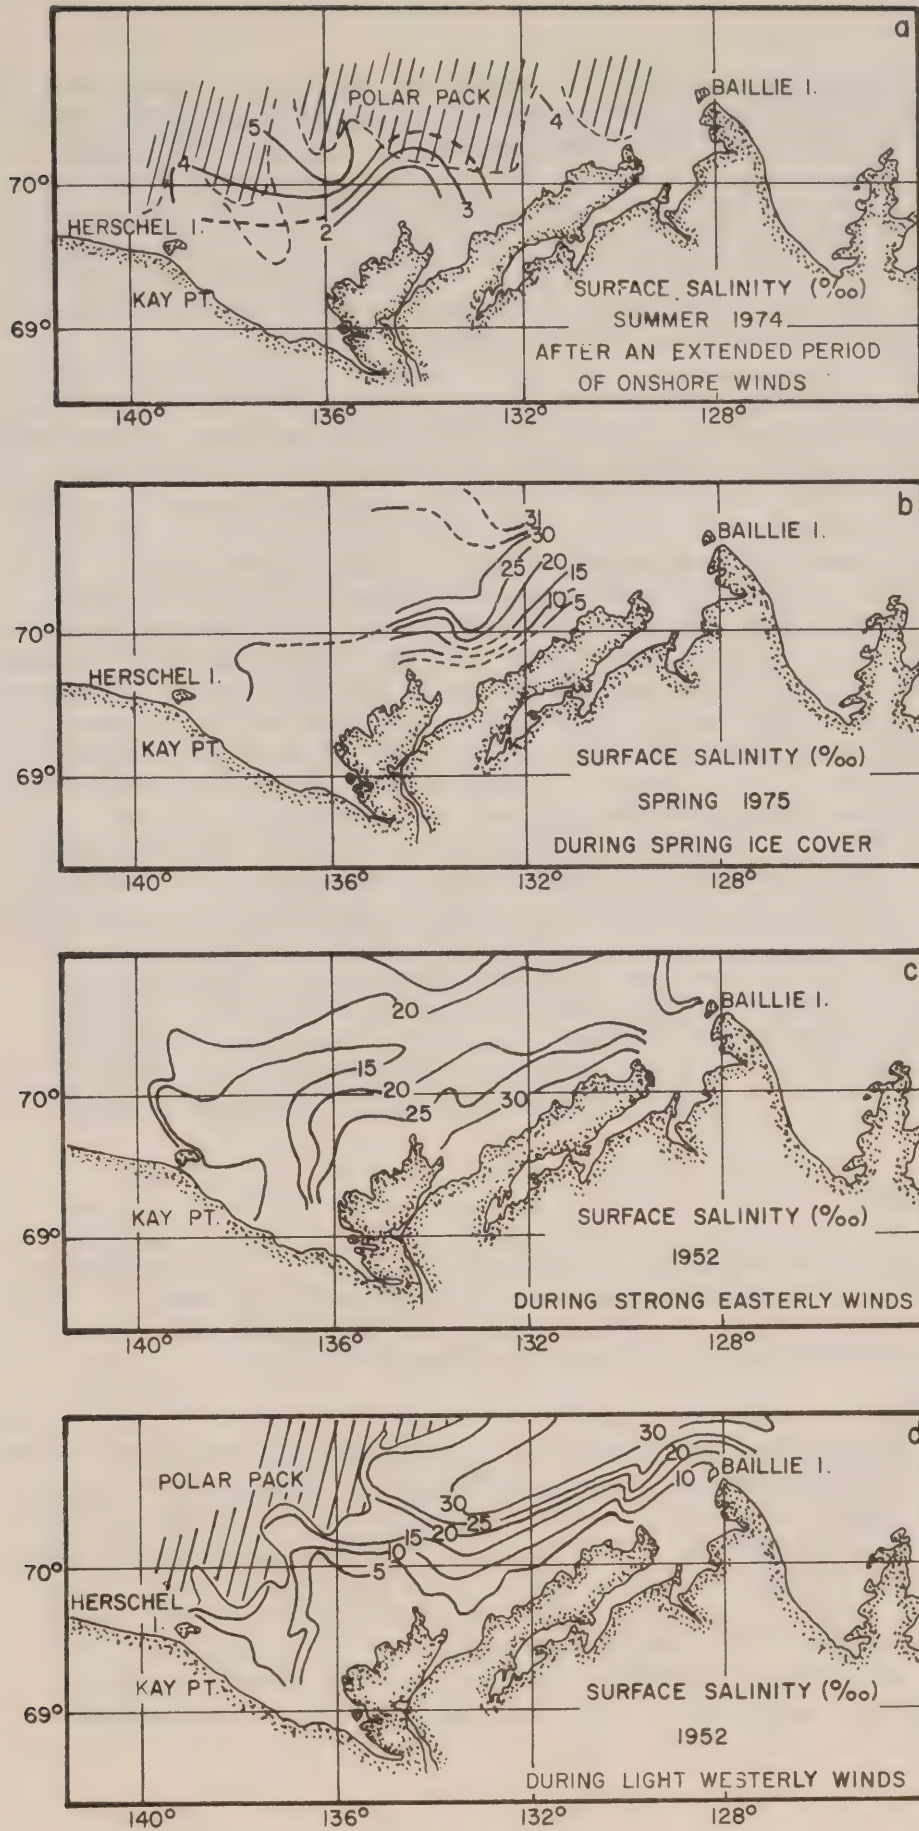 a
BAILLIE I.
POLAR PACK
5
4
4
70°
3
HERSCHEL I.
2
KAY PT.
SURFACE SALINITY (‰)
69°
SUMMER 1974
AFTER AN EXTENDED PERIOD
OF ONSHORE WINDS
140° 136° 132° 128°
b
31
BAILLIE I.
30
25 20 15
10 5
70°
HERSCHEL I.
KAY PT.
SURFACE SALINITY (‰)
69°
SPRING 1975
DURING SPRING ICE COVER
140° 136° 132° 128°
c
20
BAILLIE I.
15
20
70°
25 30
KAY PT.
SURFACE SALINITY (‰)
69°
1952
DURING STRONG EASTERLY WINDS
140° 136° 132° 128°
d
30
20
POLAR PACK
10
BAILLIE I.
30
25
15 20
10
5
70°
HERSCHEL
I.
KAY PT.
SURFACE SALINITY (‰)
69°
1952
DURING LIGHT WESTERLY WINDS
140° 136° 132° 128°